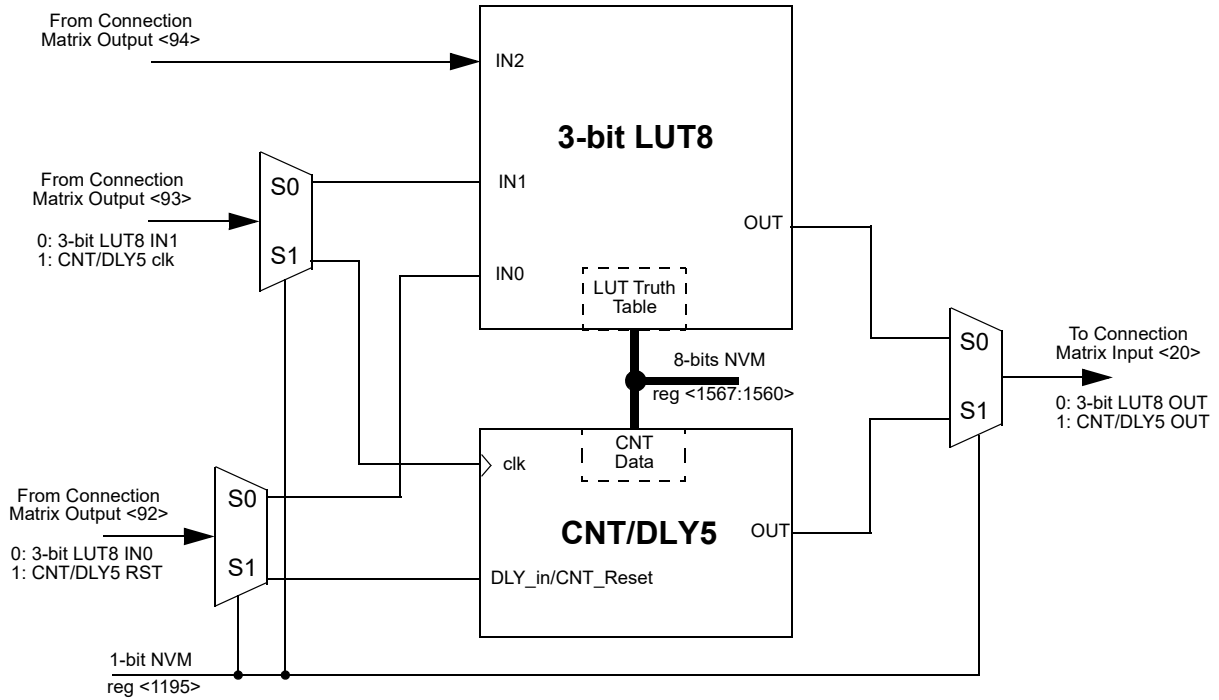 From Connection
Matrix Output <94>
IN2
3-bit LUT8
From Connection
Matrix Output <93>
0: 3-bit LUT8 IN1
1: CNT/DLY5 clk
S0
S1
IN1
IN0
OUT
LUT Truth
Table
8-bits NVM
reg <1567:1560>
S0
S1
To Connection
Matrix Input <20>
0: 3-bit LUT8 OUT
1: CNT/DLY5 OUT
CNT
Data
clk
CNT/DLY5
OUT
DLY_in/CNT_Reset
From Connection
Matrix Output <92>
0: 3-bit LUT8 IN0
1: CNT/DLY5 RST
S0
S1
1-bit NVM
reg <1195>